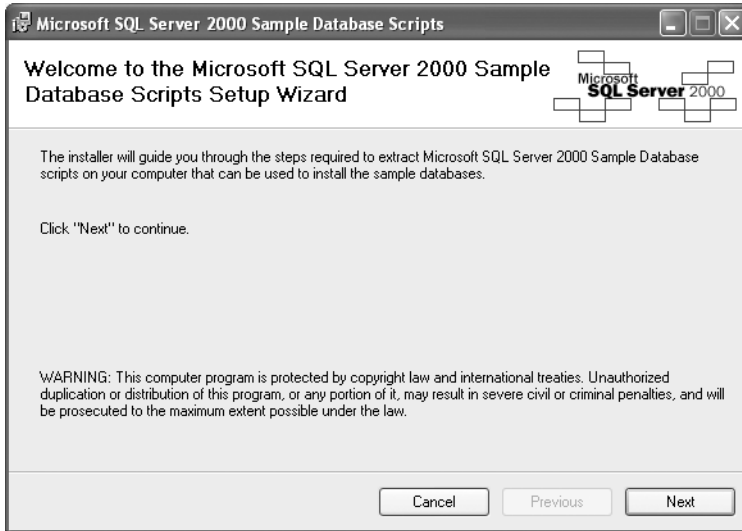 Microsoft SQL Server 2000 Sample Database Scripts
Welcome to the Microsoft SQL Server 2000 Sample
Database Scripts Setup Wizard
Microsoft
SQL Server 2000
The installer will guide you through the steps required to extract Microsoft SQL Server 2000 Sample Database
scripts on your computer that can be used to install the sample databases.
Click "Next" to continue.
WARNING: This computer program is protected by copyright law and international treaties. Unauthorized
duplication or distribution of this program, or any portion of it, may result in severe civil or criminal penalties, and will
be prosecuted to the maximum extent possible under the law.
Cancel
Previous
Next